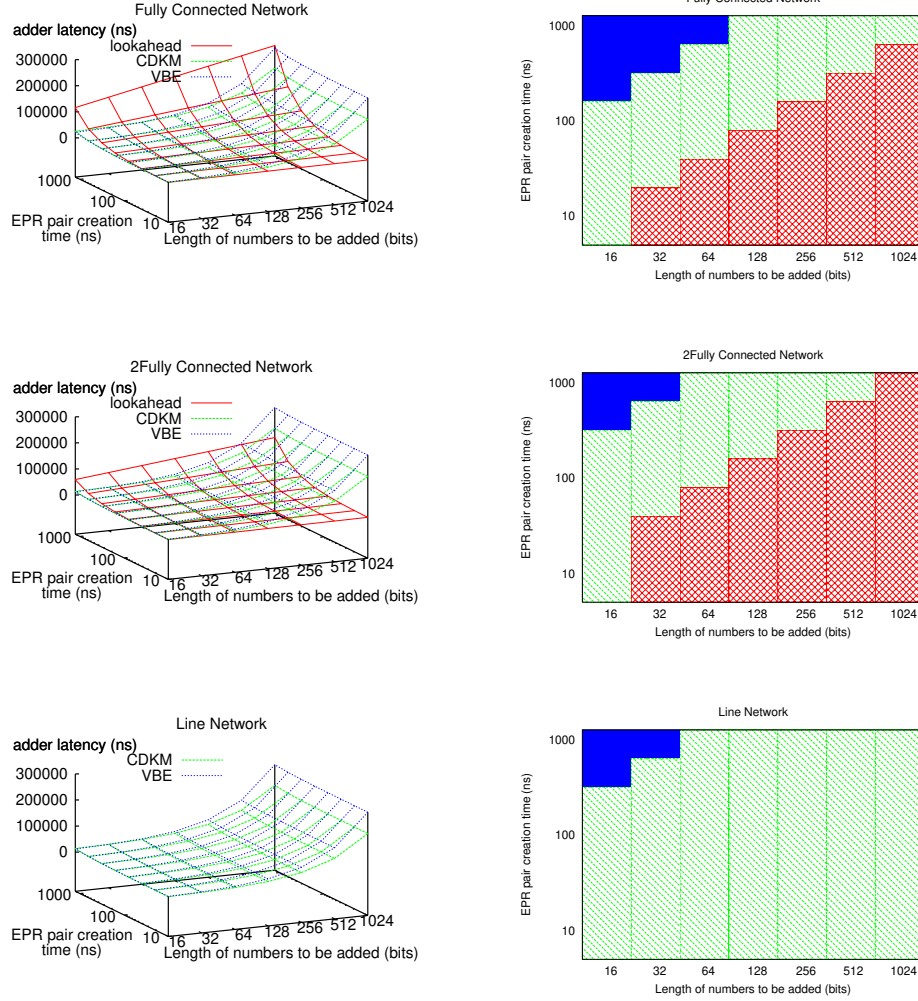 Fully Connected Network
adder latency (ns)
lookahead
CDKM
VBE
300000
200000
100000
0
1000
100
10
EPR pair creation
time (ns)
16
32
64
128
256
512
1024
Length of numbers to be added (bits)
Fully Connected Network
EPR pair creation time (ns)
1000
100
10
16 32 64 128 256 512 1024
Length of numbers to be added (bits)
2Fully Connected Network
adder latency (ns)
lookahead
CDKM
VBE
300000
200000
100000
0
1000
100
10
EPR pair creation
time (ns)
16
32
64
128
256
512
1024
Length of numbers to be added (bits)
2Fully Connected Network
EPR pair creation time (ns)
1000
100
10
16 32 64 128 256 512 1024
Length of numbers to be added (bits)
Line Network
adder latency (ns)
CDKM
VBE
300000
200000
100000
0
1000
100
10
EPR pair creation
time (ns)
16
32
64
128
256
512
1024
Length of numbers to be added (bits)
Line Network
EPR pair creation time (ns)
1000
100
10
16 32 64 128 256 512 1024
Length of numbers to be added (bits)